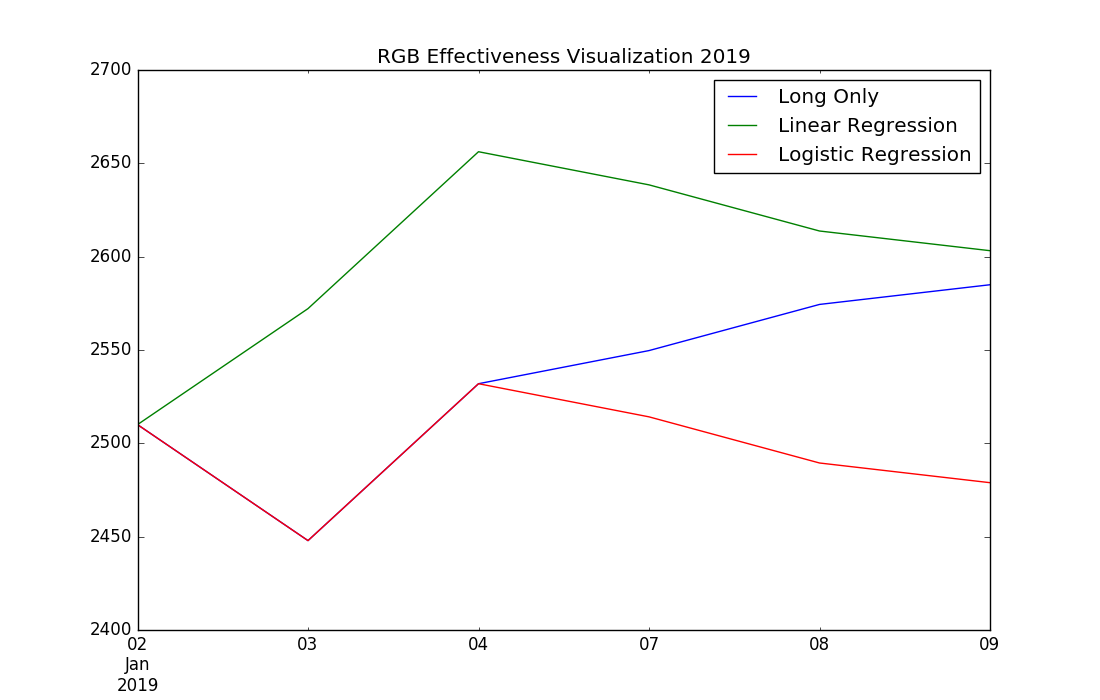 RGB Effectiveness Visualization 2019
Long Only
Linear Regression
Logistic Regression
2700
2650
2600
2550
2500
2450
2400
02 03 04 07 08 09
Jan
2019